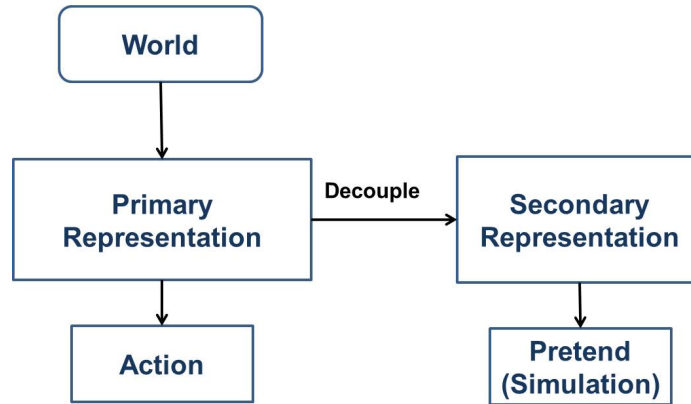 World
Primary
Representation
Decouple
Secondary
Representation
Action
Pretend
(Simulation)